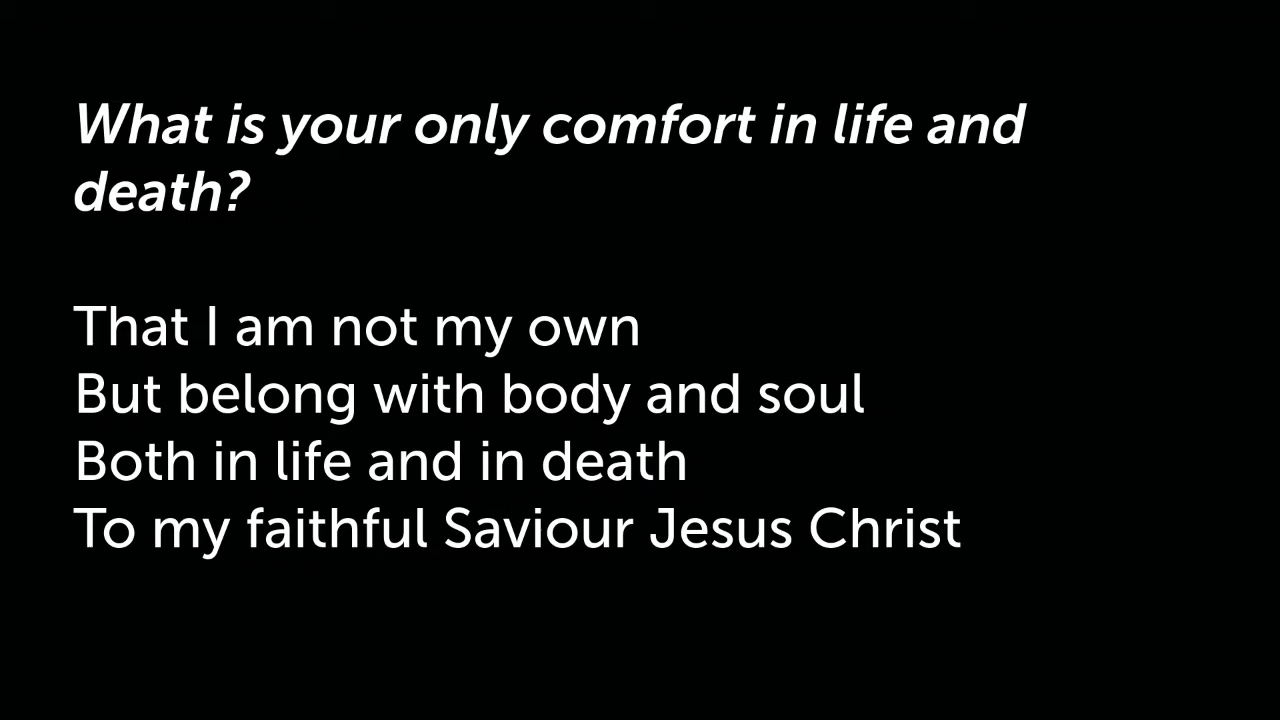 What is your only comfort in life and
death?
That I am not my own
But belong with body and soul
Both in life and in death
To my faithful Saviour Jesus Christ